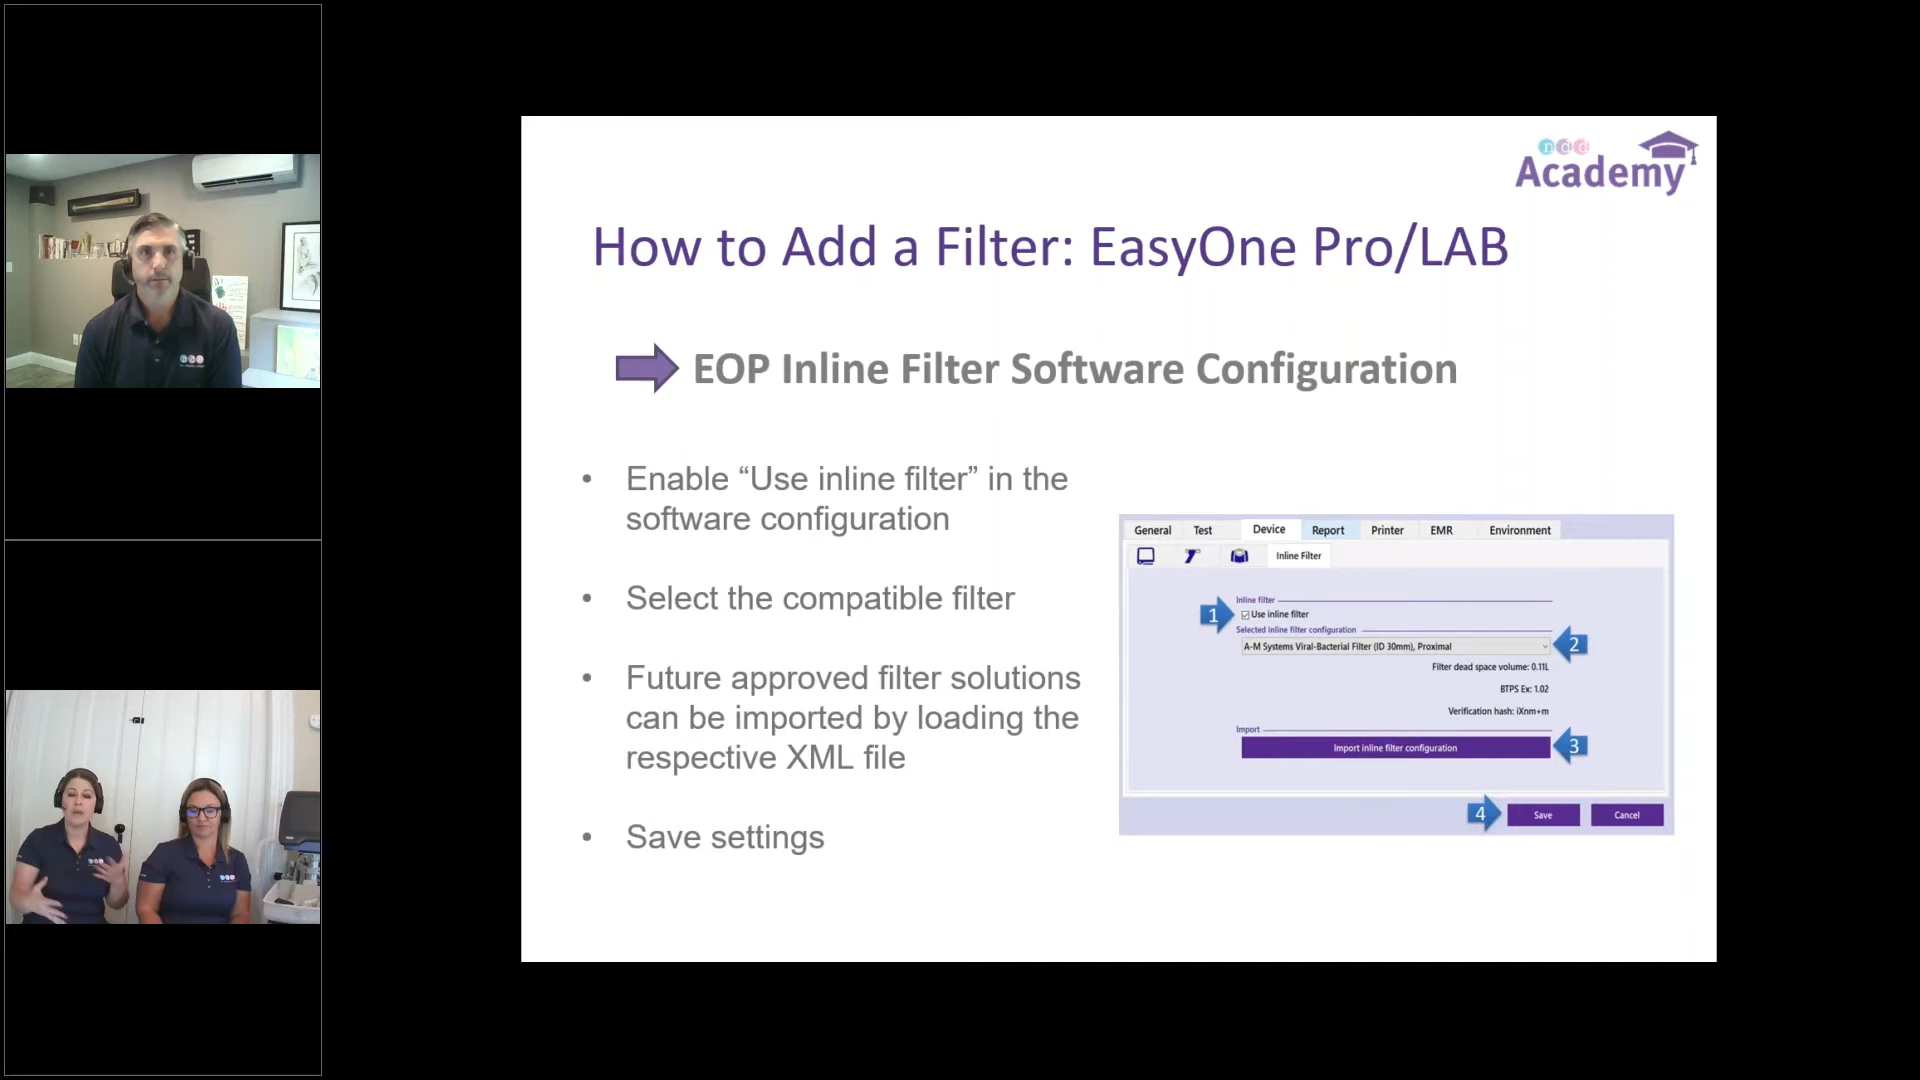 ndd
Academy
How to Add a Filter: EasyOne Pro/LAB
EOP Inline Filter Software Configuration
• Enable “Use inline filter” in the
software configuration
• Select the compatible filter
• Future approved filter solutions
can be imported by loading the
respective XML file
• Save settings
General Test Device Report Printer EMR Environment
Inline Filter
Inline filter
1 Use inline filter
Selected inline filter configuration
A-M Systems Viral-Bacterial Filter (ID 30mm), Proximal 2
Filter dead space volume: 0.11L
BTPS Ex: 1.02
Verification hash: iXnm+m
Import
Import inline filter configuration 3
4 Save Cancel